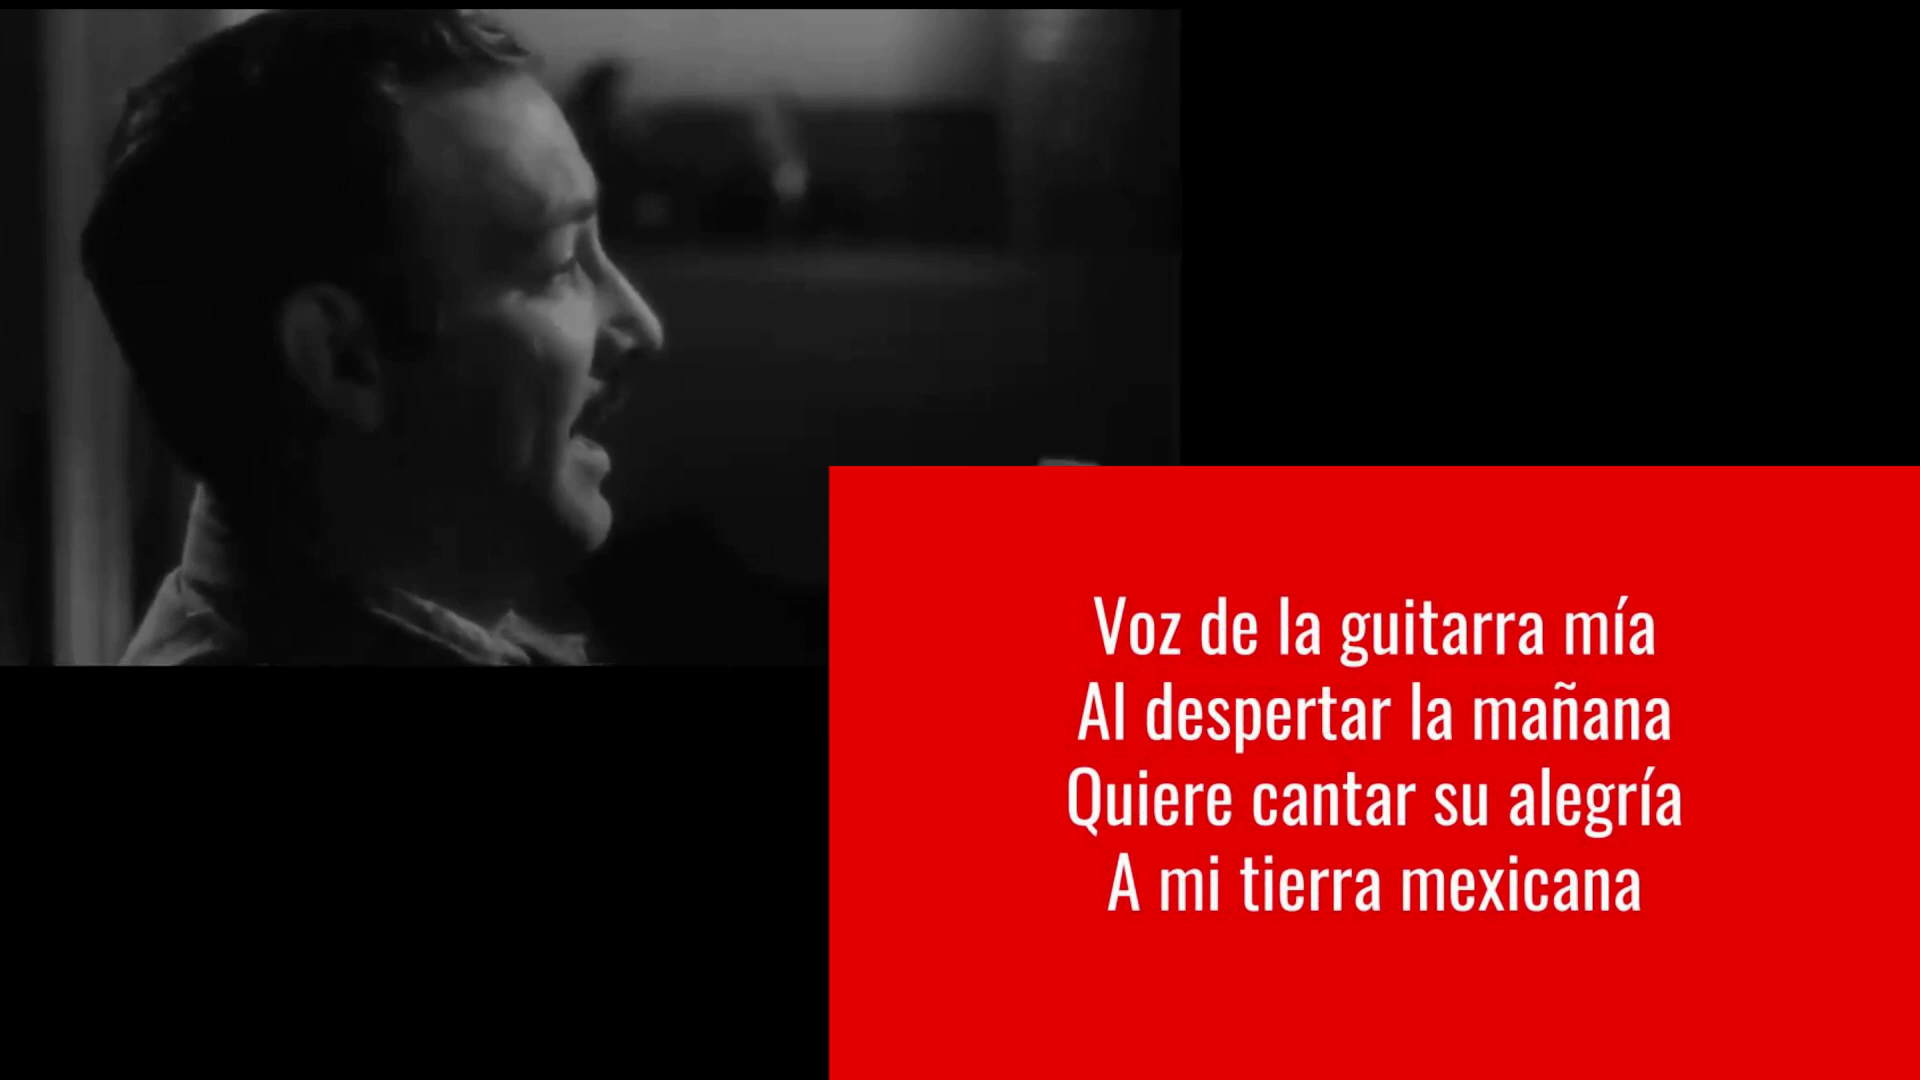 Voz de la guitarra mía
Al despertar la mañana
Quiere cantar su alegría
A mi tierra mexicana